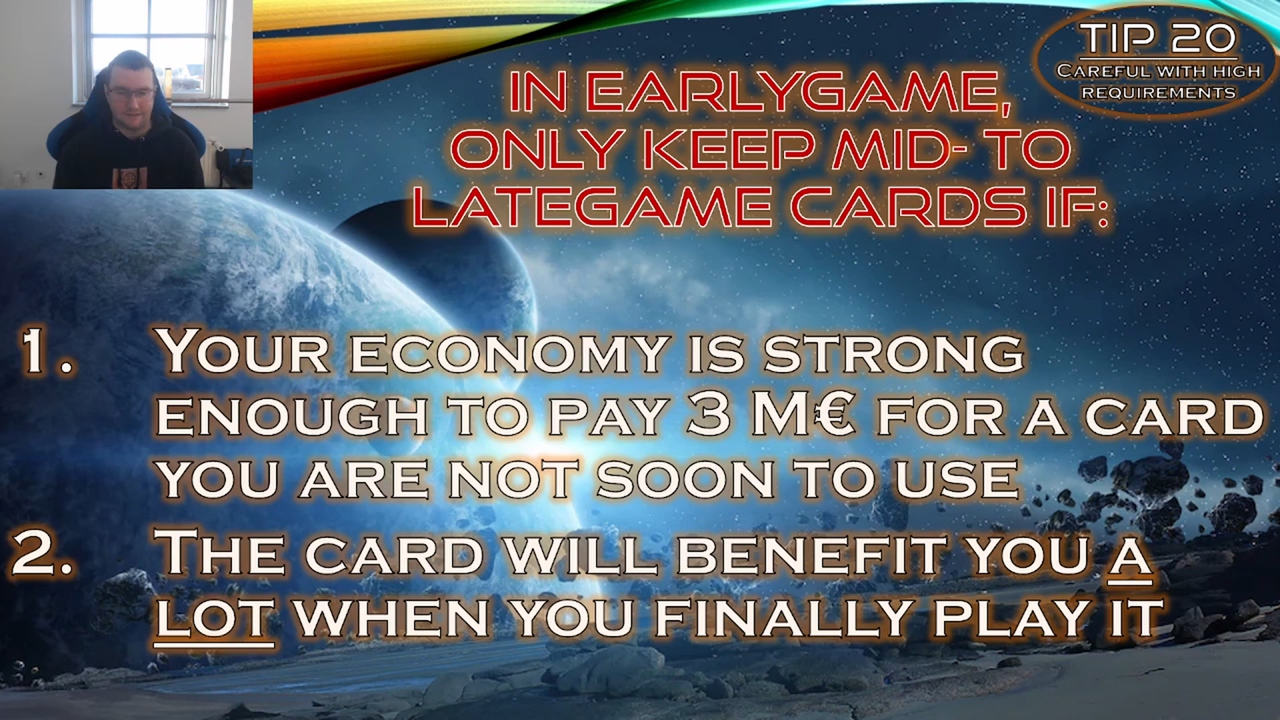 TIP 20
CAREFUL WITH HIGH
REQUIREMENTS
IN EARLYGAME,
ONLY KEEP MID- TO
LATEGAME CARDS IF:
1. YOUR ECONOMY IS STRONG
ENOUGH TO PAY 3 M€ FOR A CARD
YOU ARE NOT SOON TO USE
2. THE CARD WILL BENEFIT YOU A
LOT WHEN YOU FINALLY PLAY IT